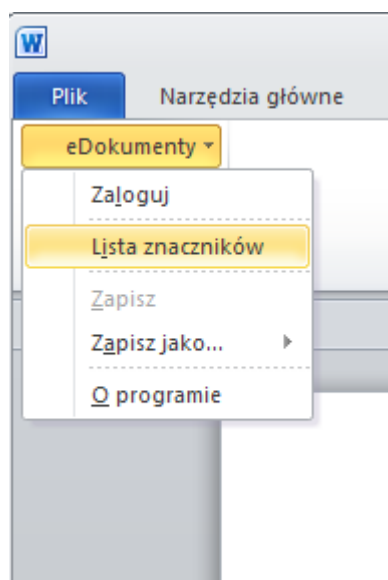 W
Plik Narzędzia główne
eDokumenty
Zaloguj
Lista znaczników
Zapisz
Zapisz jako...
O programie